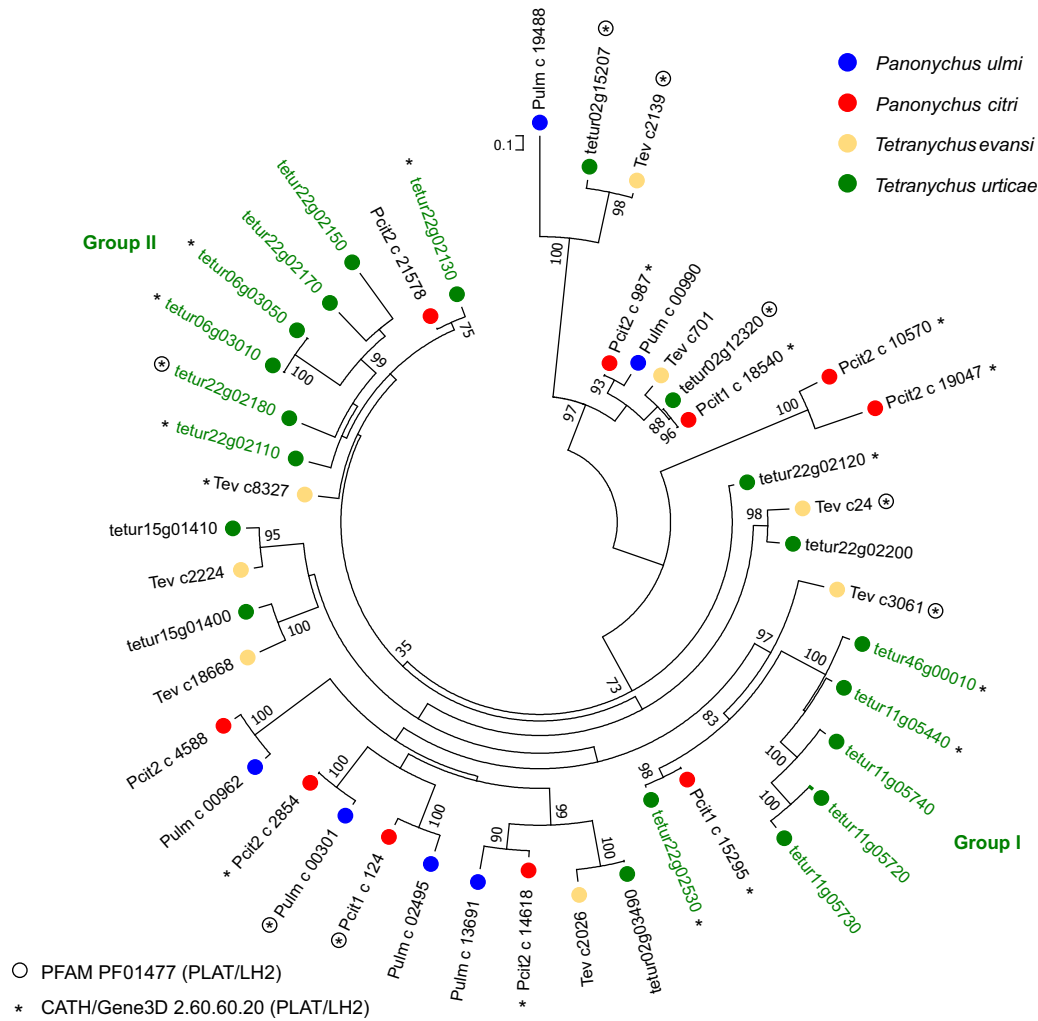 Pulm c 19488
tetur02g15207
Tev c2139
0.1
98
100
Panonychus ulmi
Panonychus citri
Tetranychus evansi
Tetranychus urticae
Group II
tetur22g02150
tetur22g02170
* tetur06g03050
* tetur06g03010
tetur22g02180
* tetur22g02110
* Tev c8327
Pcit2 c 21578
tetur22g02130 *
75
99
100
Pcit2 c 987 *
Pulm c 00990
Tev c701
tetur02g12320
Pcit1 c 18540 *
93
88
96
97
Pcit2 c 10570 *
Pcit2 c 19047 *
100
tetur22g02120 *
Tev c24 *
tetur22g02200
98
Tev c3061 *
97
tetur46g00010 *
tetur11g05440 *
tetur11g05740
tetur11g05720
tetur11g05730
100
100
100
83
Group I
tetur15g01410
Tev c2224
95
tetur15g01400
Tev c18668
100
35
73
Pcit2 c 4588
Pulm c 00962
100
* Pcit2 c 2854
* Pulm c 00301
100
* Pcit1 c 124
Pulm c 02495
100
Pulm c 13691
* Pcit2 c 14618
90
99
Tev c2026
tetur02g03490
100
tetur22g02530 *
Pcit1 c 15295 *
98
PFAM PF01477 (PLAT/LH2)
* CATH/Gene3D 2.60.60.20 (PLAT/LH2)